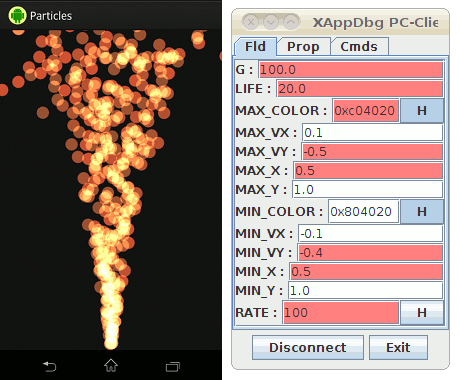 Particles
XAppDbg PC-Clie
Fld Prop Cmds
G : 100.0
LIFE : 20.0
MAX_COLOR : 0xc04020 H
MAX_VX : 0.1
MAX_VY : -0.5
MAX_X : 0.5
MAX_Y : 1.0
MIN_COLOR : 0x804020 H
MIN_VX : -0.1
MIN_VY : -0.4
MIN_X : 0.5
MIN_Y : 1.0
RATE : 100 H
Disconnect Exit